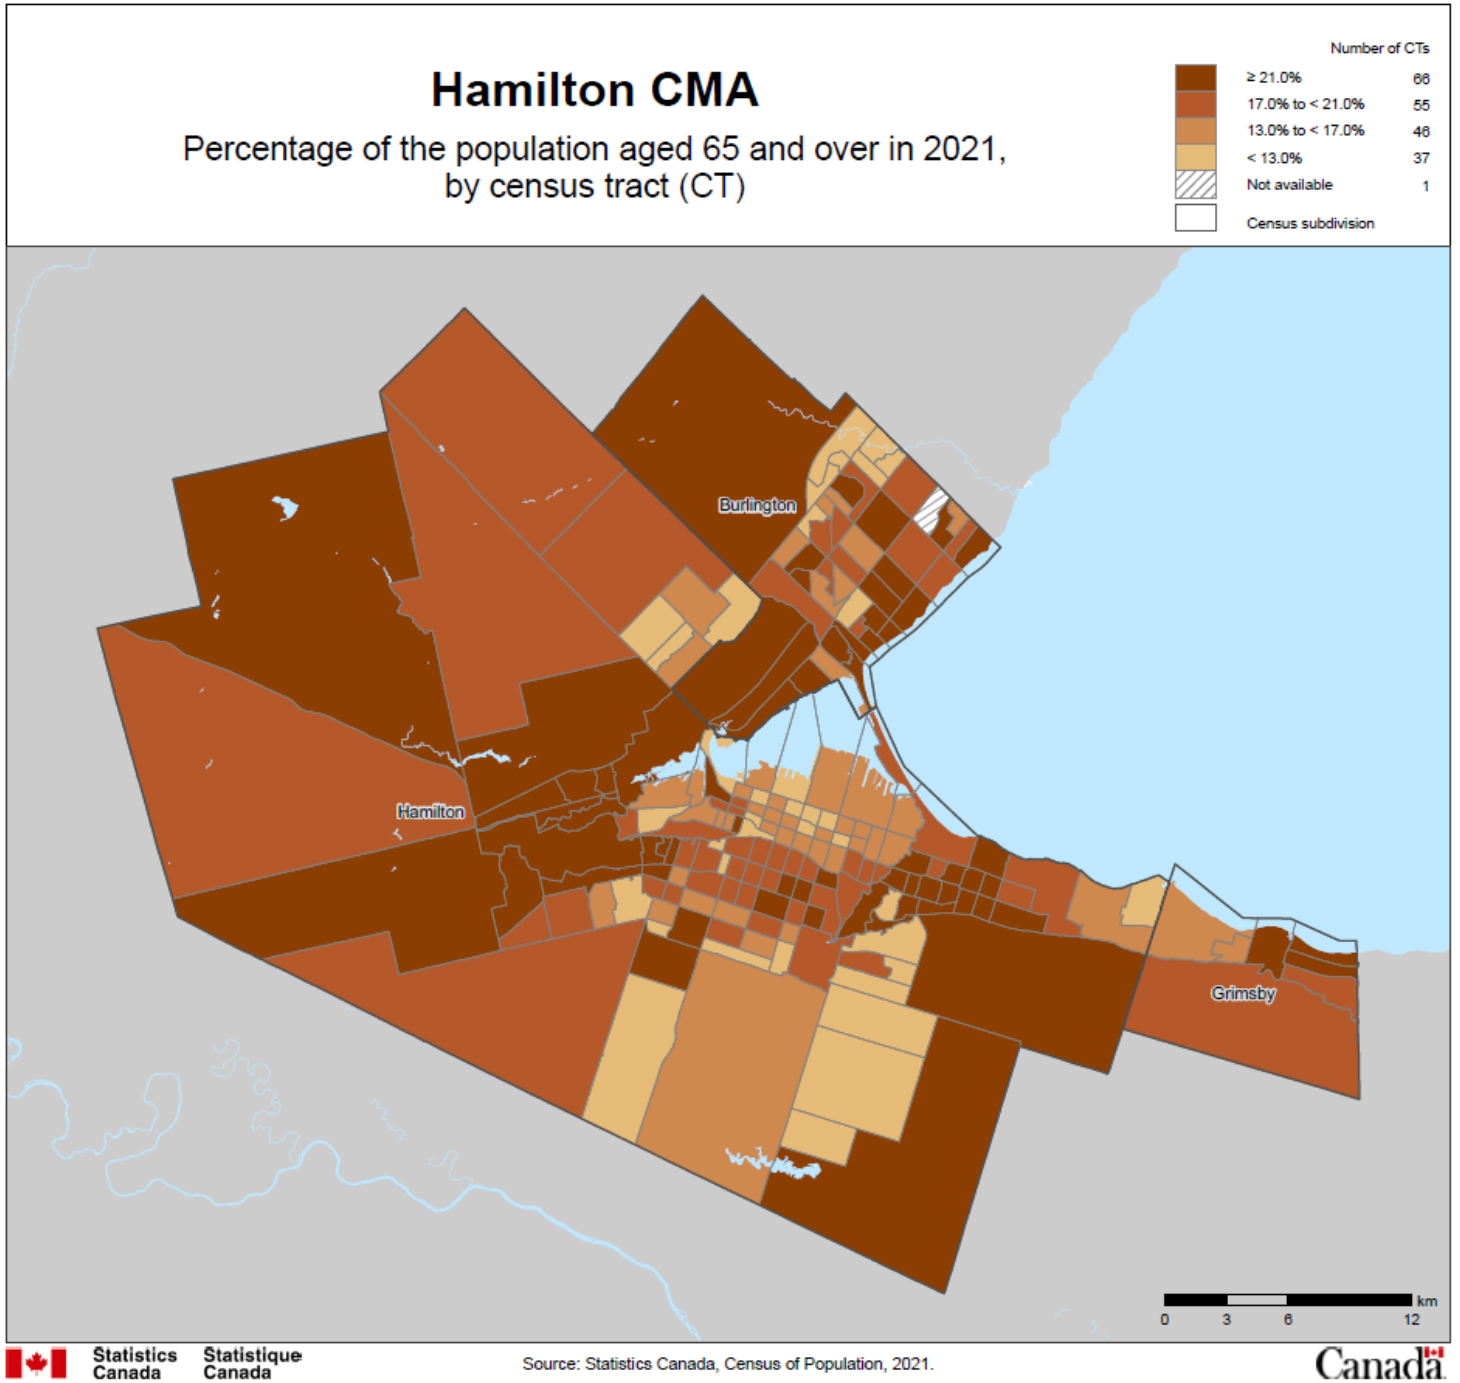 Hamilton CMA
Percentage of the population aged 65 and over in 2021,
by census tract (CT)
Number of CTs
≥ 21.0% 66
17.0% to < 21.0% 55
13.0% to < 17.0% 46
< 13.0% 37
Not available 1
Census subdivision
Burlington
Hamilton
Grimsby
km
0 3 6 12
Statistics Statistique
Canada Canada
Source: Statistics Canada, Census of Population, 2021.
Canada